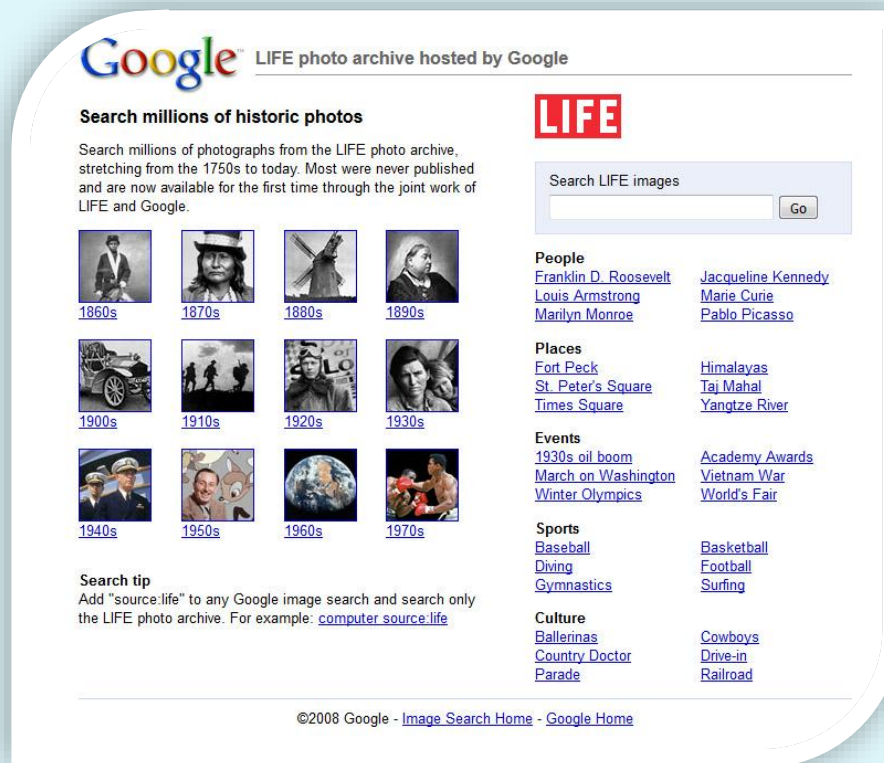 Google™ LIFE photo archive hosted by Google
Search millions of historic photos
Search millions of photographs from the LIFE photo archive,
stretching from the 1750s to today. Most were never published
and are now available for the first time through the joint work of
LIFE and Google.
1860s 1870s 1880s 1890s
1900s 1910s 1920s 1930s
1940s 1950s 1960s 1970s
Search tip
Add "source:life" to any Google image search and search only
the LIFE photo archive. For example: computer source:life
LIFE
Search LIFE images
Go
People
Franklin D. Roosevelt Jacqueline Kennedy
Louis Armstrong Marie Curie
Marilyn Monroe Pablo Picasso
Places
Fort Peck Himalayas
St. Peter's Square Taj Mahal
Times Square Yangtze River
Events
1930s oil boom Academy Awards
March on Washington Vietnam War
Winter Olympics World's Fair
Sports
Baseball Basketball
Diving Football
Gymnastics Surfing
Culture
Ballerinas Cowboys
Country Doctor Drive-in
Parade Railroad
©2008 Google - Image Search Home - Google Home